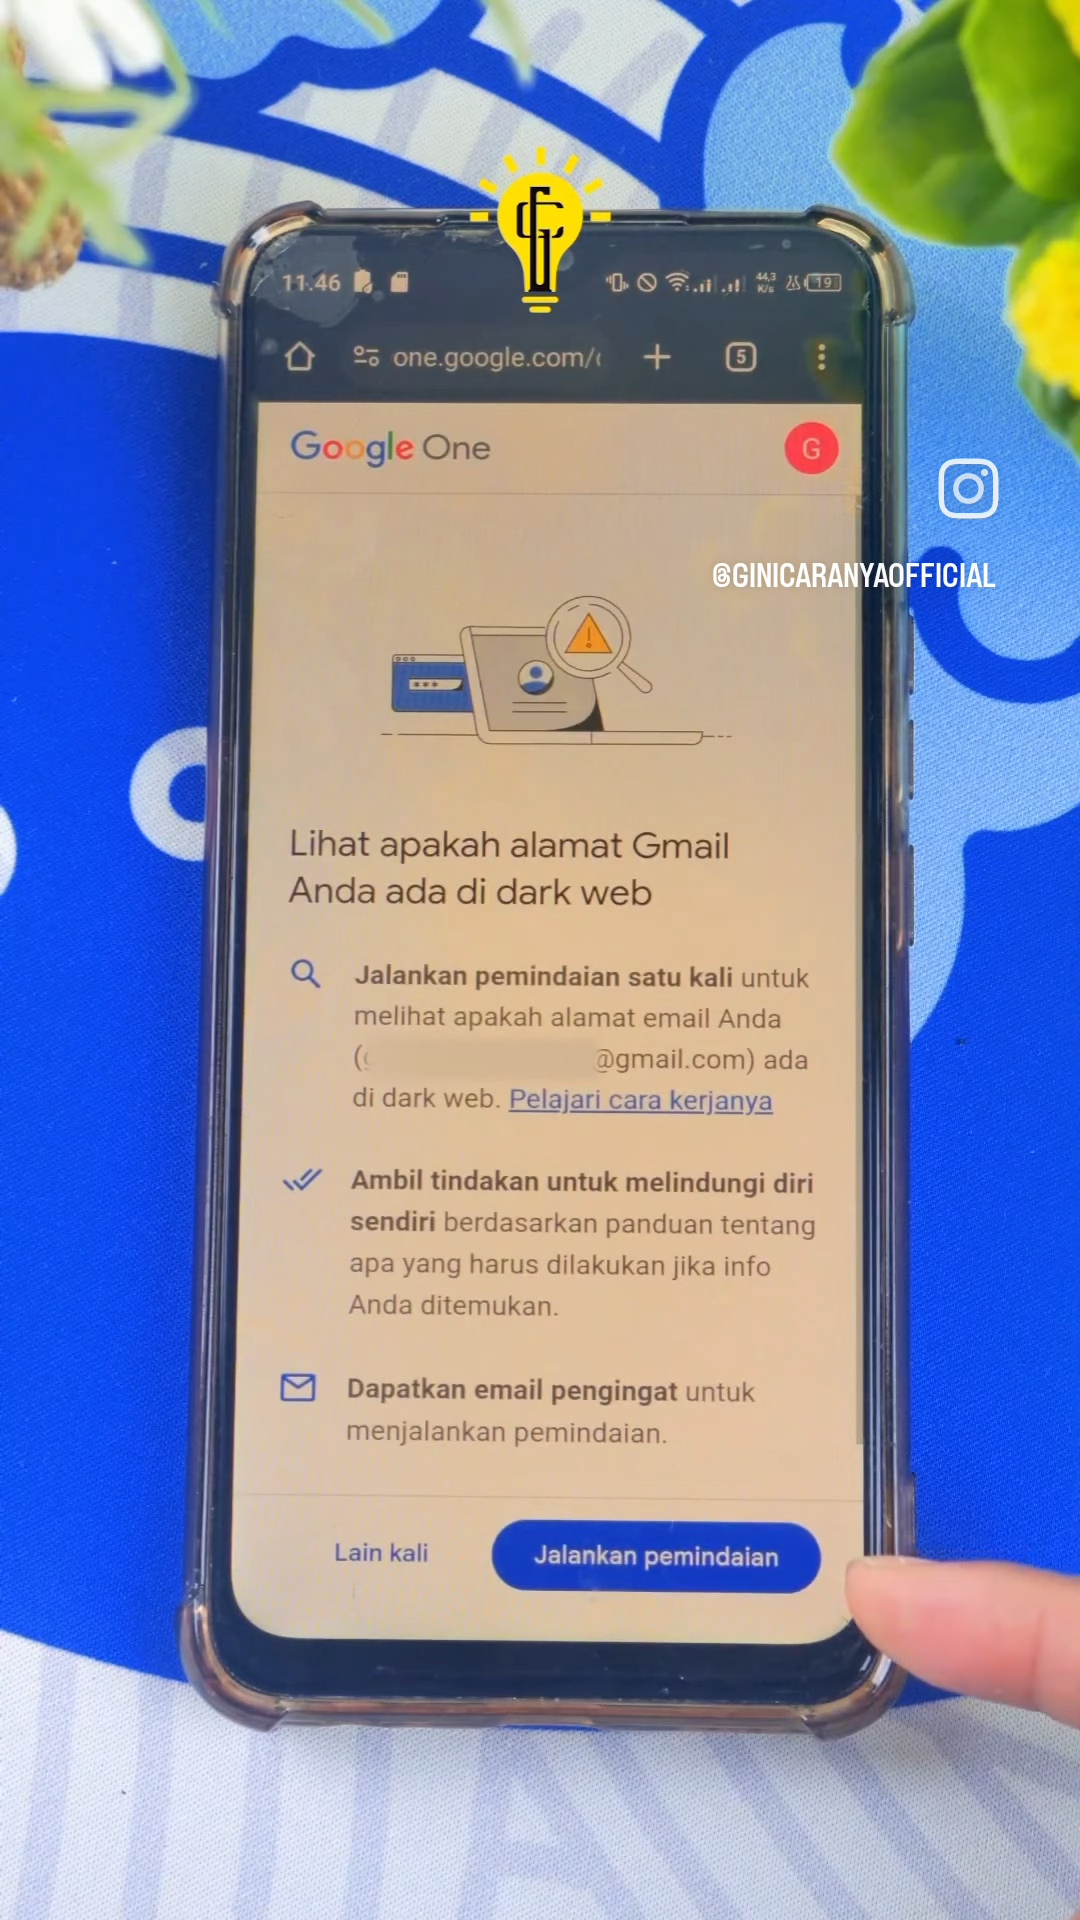 11.46
44,3
K/s
19
one.google.com/
5
Google One
G
@GINICARANYAOFFICIAL
***
Lihat apakah alamat Gmail
Anda ada di dark web
Jalankan pemindaian satu kali untuk
melihat apakah alamat email Anda
(
@gmail.com) ada
di dark web. Pelajari cara kerjanya
Ambil tindakan untuk melindungi diri
sendiri berdasarkan panduan tentang
apa yang harus dilakukan jika info
Anda ditemukan.
Dapatkan email pengingat untuk
menjalankan pemindaian.
Lain kali
Jalankan pemindaian